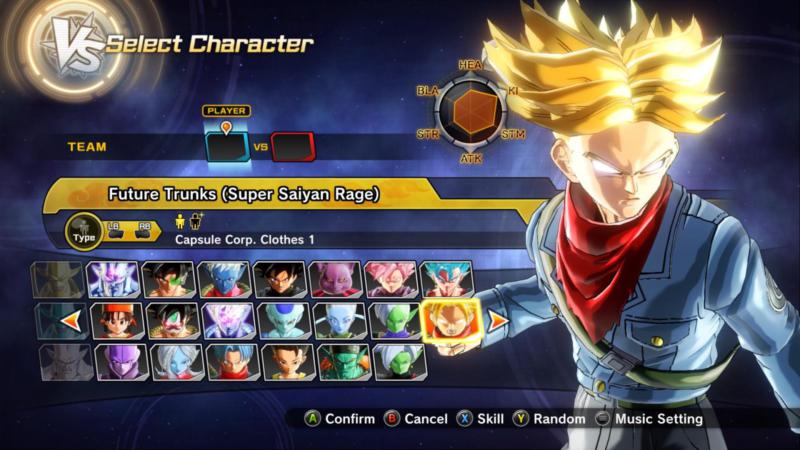 VS Select Character
HEA
BLA KI
STR STM
ATK
PLAYER
TEAM VS
Future Trunks (Super Saiyan Rage)
Type LB RB
Capsule Corp. Clothes 1
A Confirm B Cancel X Skill Y Random Music Setting